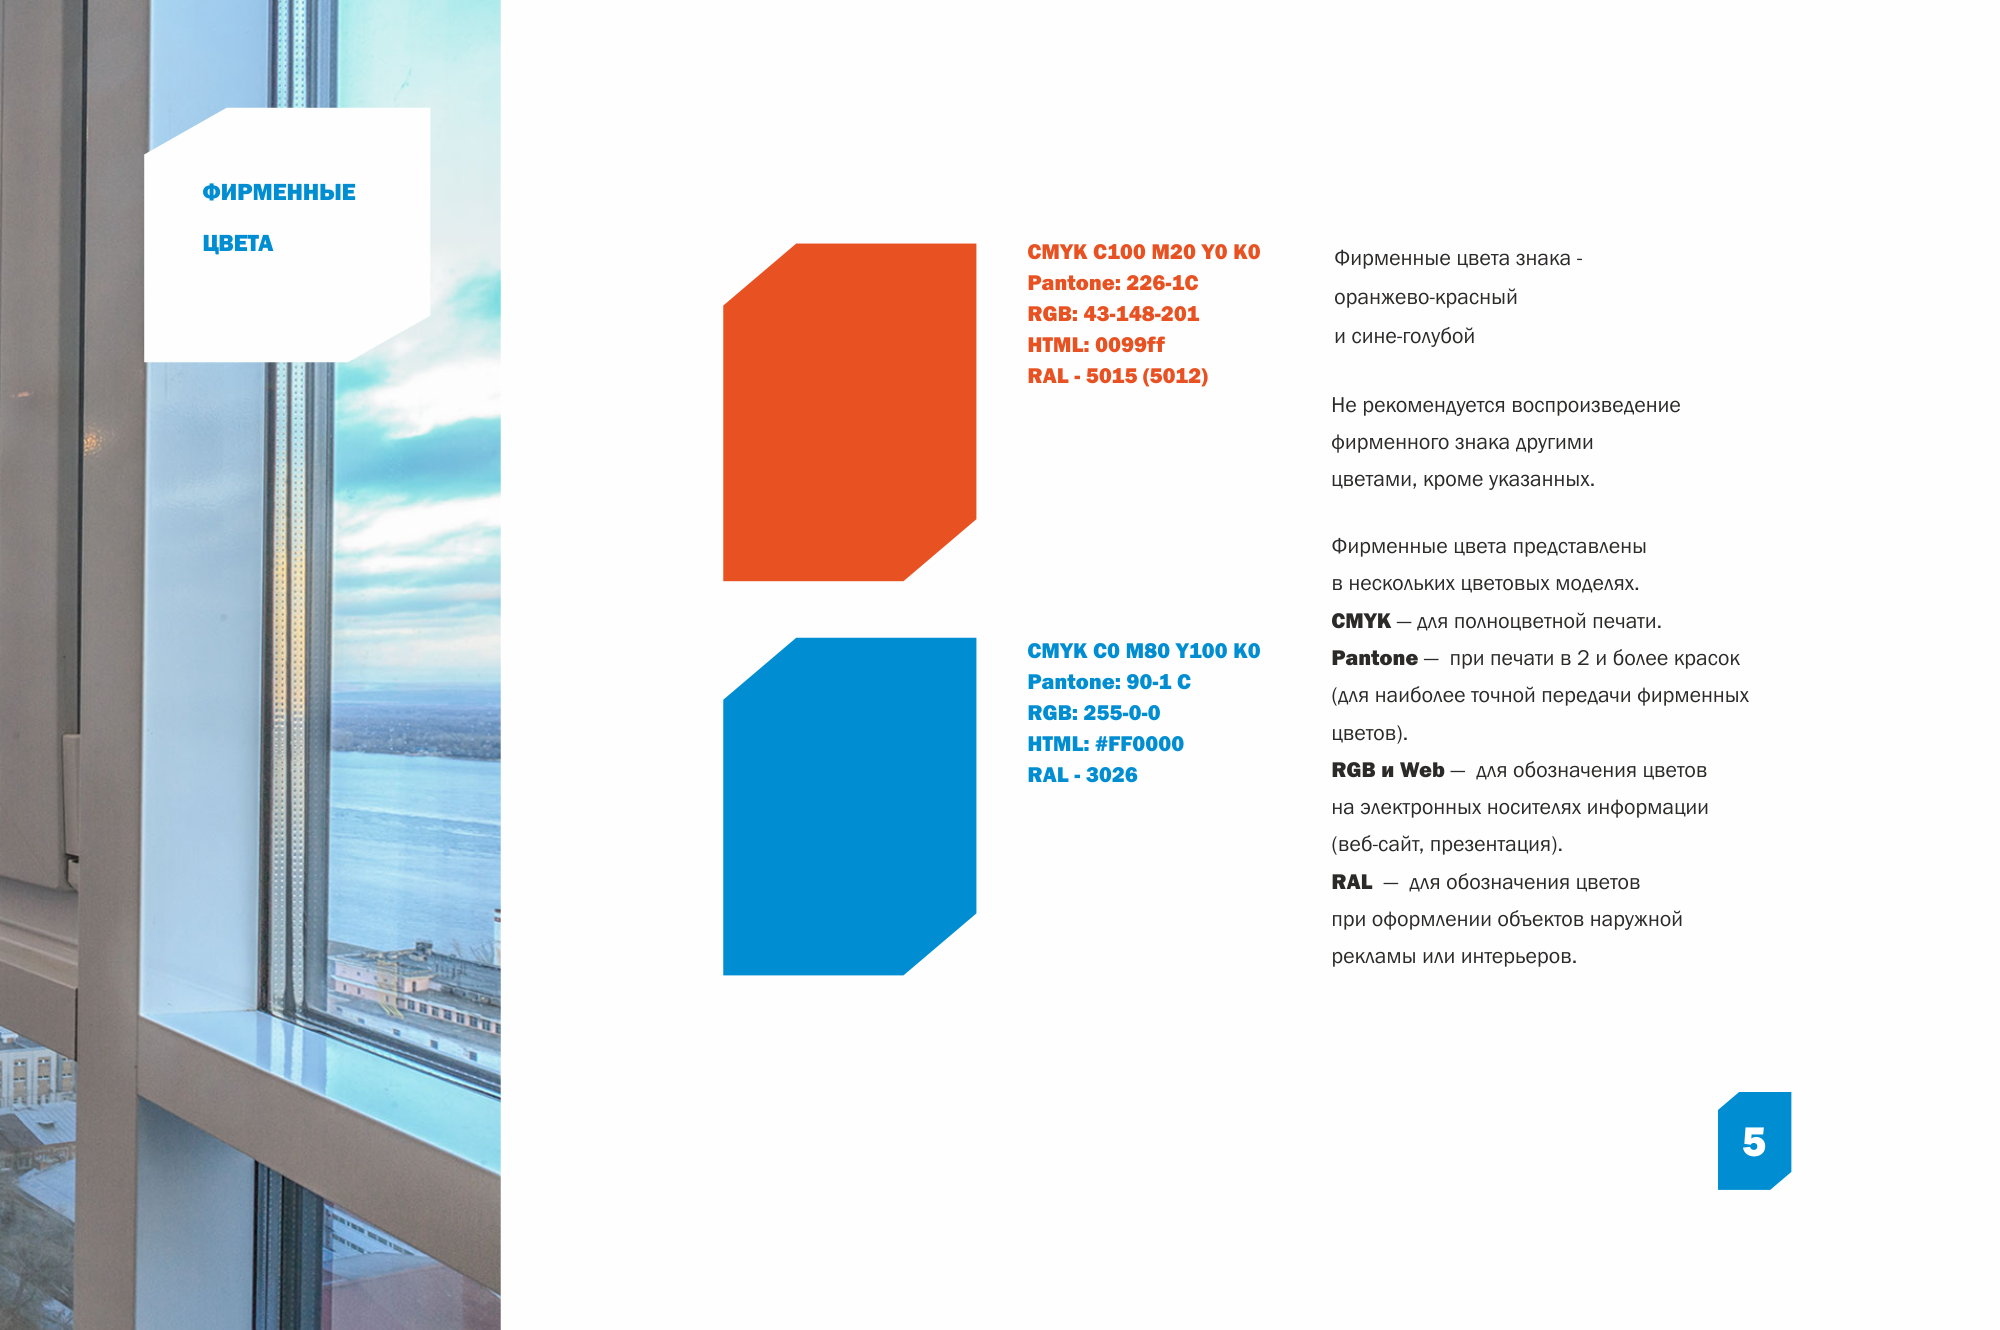 ФИРМЕННЫЕ
ЦВЕТА
CMYK C100 M20 Y0 K0
Pantone: 226-1C
RGB: 43-148-201
HTML: 0099ff
RAL - 5015 (5012)
CMYK C0 M80 Y100 K0
Pantone: 90-1 C
RGB: 255-0-0
HTML: #FF0000
RAL - 3026
Фирменные цвета знака -
оранжево-красный
и сине-голубой
Не рекомендуется воспроизведение
фирменного знака другими
цветами, кроме указанных.
Фирменные цвета представлены
в нескольких цветовых моделях.
CMYK — для полноцветной печати.
Pantone — при печати в 2 и более красок
(для наиболее точной передачи фирменных
цветов).
RGB и Web — для обозначения цветов
на электронных носителях информации
(веб-сайт, презентация).
RAL — для обозначения цветов
при оформлении объектов наружной
рекламы или интерьеров.
5